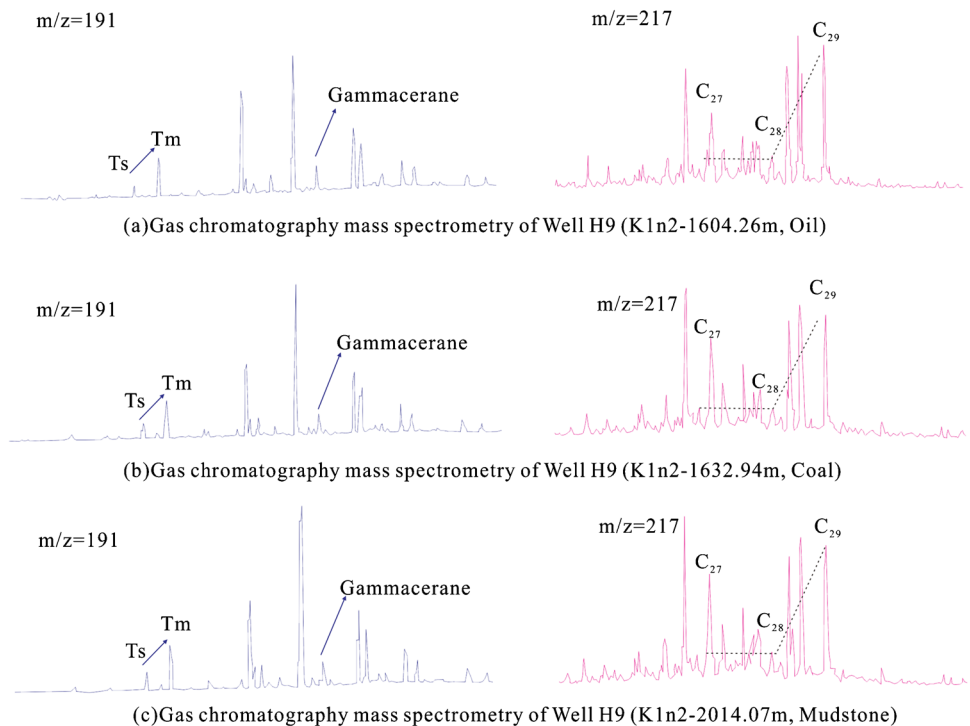 m/z=191
m/z=217
C29
C27
Gammacerane
C28
Tm
Ts
(a)Gas chromatography mass spectrometry of Well H9 (K1n2-1604.26m, Oil)
m/z=191
m/z=217
C29
C27
Gammacerane
C28
Tm
Ts
(b)Gas chromatography mass spectrometry of Well H9 (K1n2-1632.94m, Coal)
m/z=191
m/z=217
C29
C27
Gammacerane
C28
Tm
Ts
(c)Gas chromatography mass spectrometry of Well H9 (K1n2-2014.07m, Mudstone)